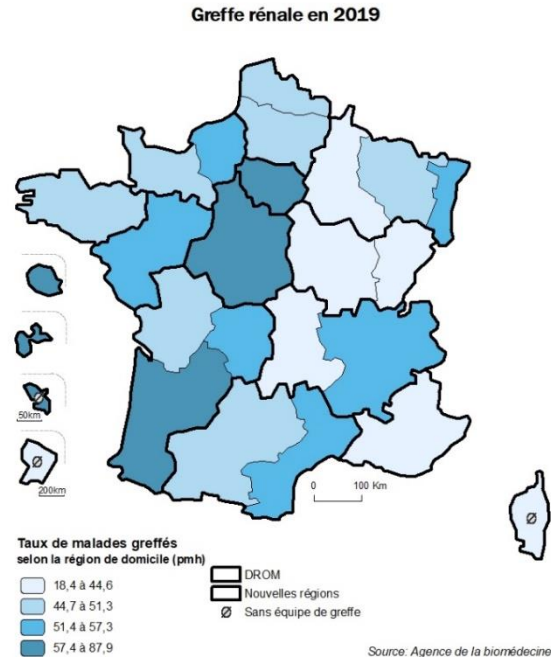 Greffe rénale en 2019
50km
200km
0 100 Km
Taux de malades greffés
selon la région de domicile (pmh)
18,4 à 44,6
44,7 à 51,3
51,4 à 57,3
57,4 à 87,9
DROM
Nouvelles régions
Sans équipe de greffe
Source: Agence de la biomédecine